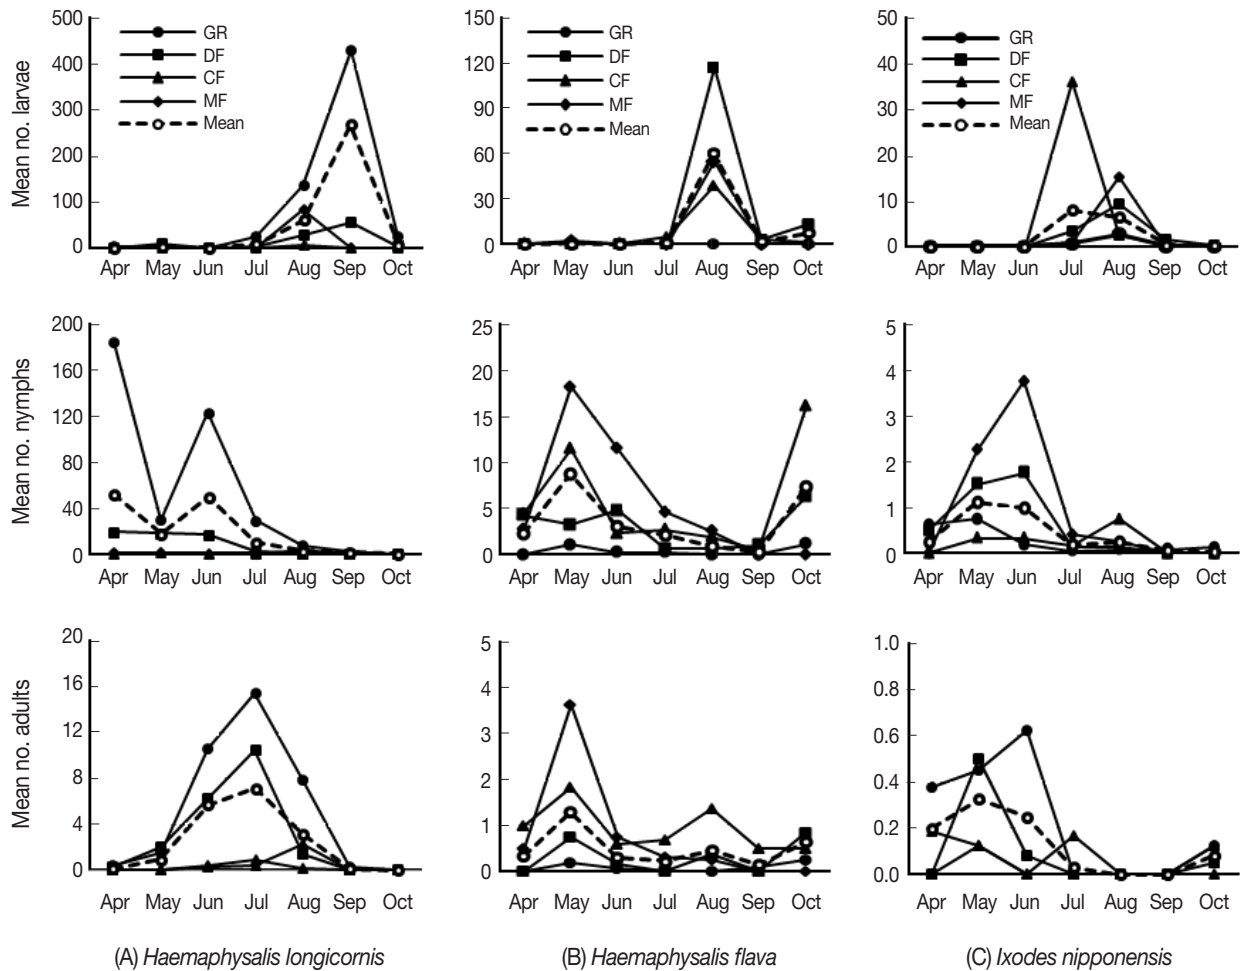 Mean no. larvae
500
400
300
200
100
0
GR
DF
CF
MF
Mean
Apr May Jun Jul Aug Sep Oct
150
120
90
60
30
0
GR
DF
CF
MF
Mean
Apr May Jun Jul Aug Sep Oct
50
40
30
20
10
0
GR
DF
CF
MF
Mean
Apr May Jun Jul Aug Sep Oct
Mean no. nymphs
200
160
120
80
40
0
Apr May Jun Jul Aug Sep Oct
25
20
15
10
5
0
Apr May Jun Jul Aug Sep Oct
5
4
3
2
1
0
Apr May Jun Jul Aug Sep Oct
Mean no. adults
20
16
12
8
4
0
Apr May Jun Jul Aug Sep Oct
5
4
3
2
1
0
Apr May Jun Jul Aug Sep Oct
1.0
0.8
0.6
0.4
0.2
0.0
Apr May Jun Jul Aug Sep Oct
(A) Haemaphysalis longicornis
(B) Haemaphysalis flava
(C) Ixodes nipponensis